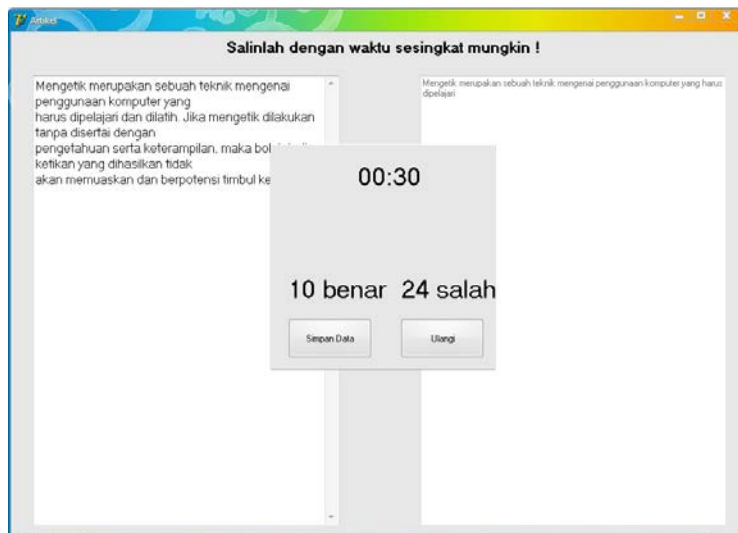 Artikel
Salinlah dengan waktu sesingkat mungkin !
Mengetik merupakan sebuah teknik mengenai
penggunaan komputer yang
harus dipelajari dan dilatih. Jika mengetik dilakukan
tanpa disertai dengan
pengetahuan serta keterampilan, maka
ketikan yang dihasilkan tidak
akan memuaskan dan berpotensi timbul
Mengetik merupakan sebuah teknik mengenai penggunaan komputer yang harus
dipelajari
00:30
10 benar 24 salah
Simpan Data
Ulangi